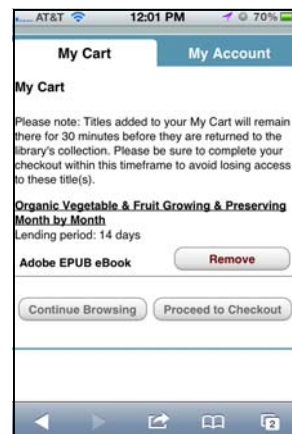 AT&T 12:01 PM 70%
My Cart My Account
My Cart
Please note: Titles added to your My Cart will remain
there for 30 minutes before they are returned to the
library's collection. Please be sure to complete your
checkout within this timeframe to avoid losing access
to these title(s).
Organic Vegetable & Fruit Growing & Preserving
Month by Month
Lending period: 14 days
Adobe EPUB eBook Remove
Continue Browsing Proceed to Checkout
2